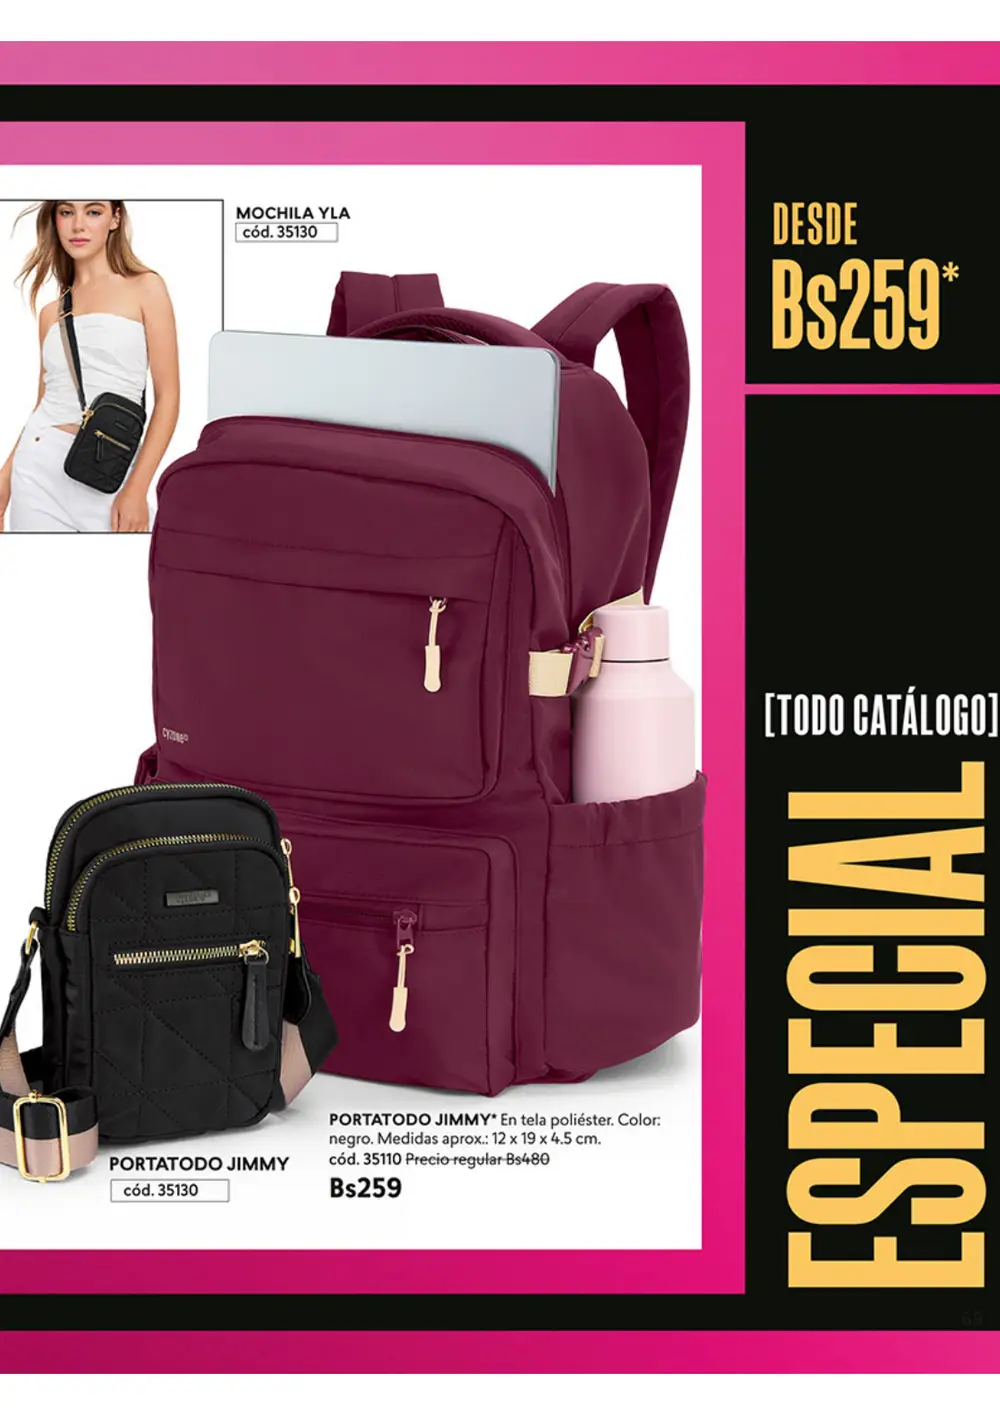 MOCHILA YLA
cód. 35130
DESDE
Bs259*
[TODO CATÁLOGO]
ESPECIAL
cyzone
PORTATODO JIMMY* En tela poliéster. Color:
negro. Medidas aprox.: 12 x 19 x 4.5 cm.
cód. 35110 Precio regular Bs480
Bs259
PORTATODO JIMMY
cód. 35130